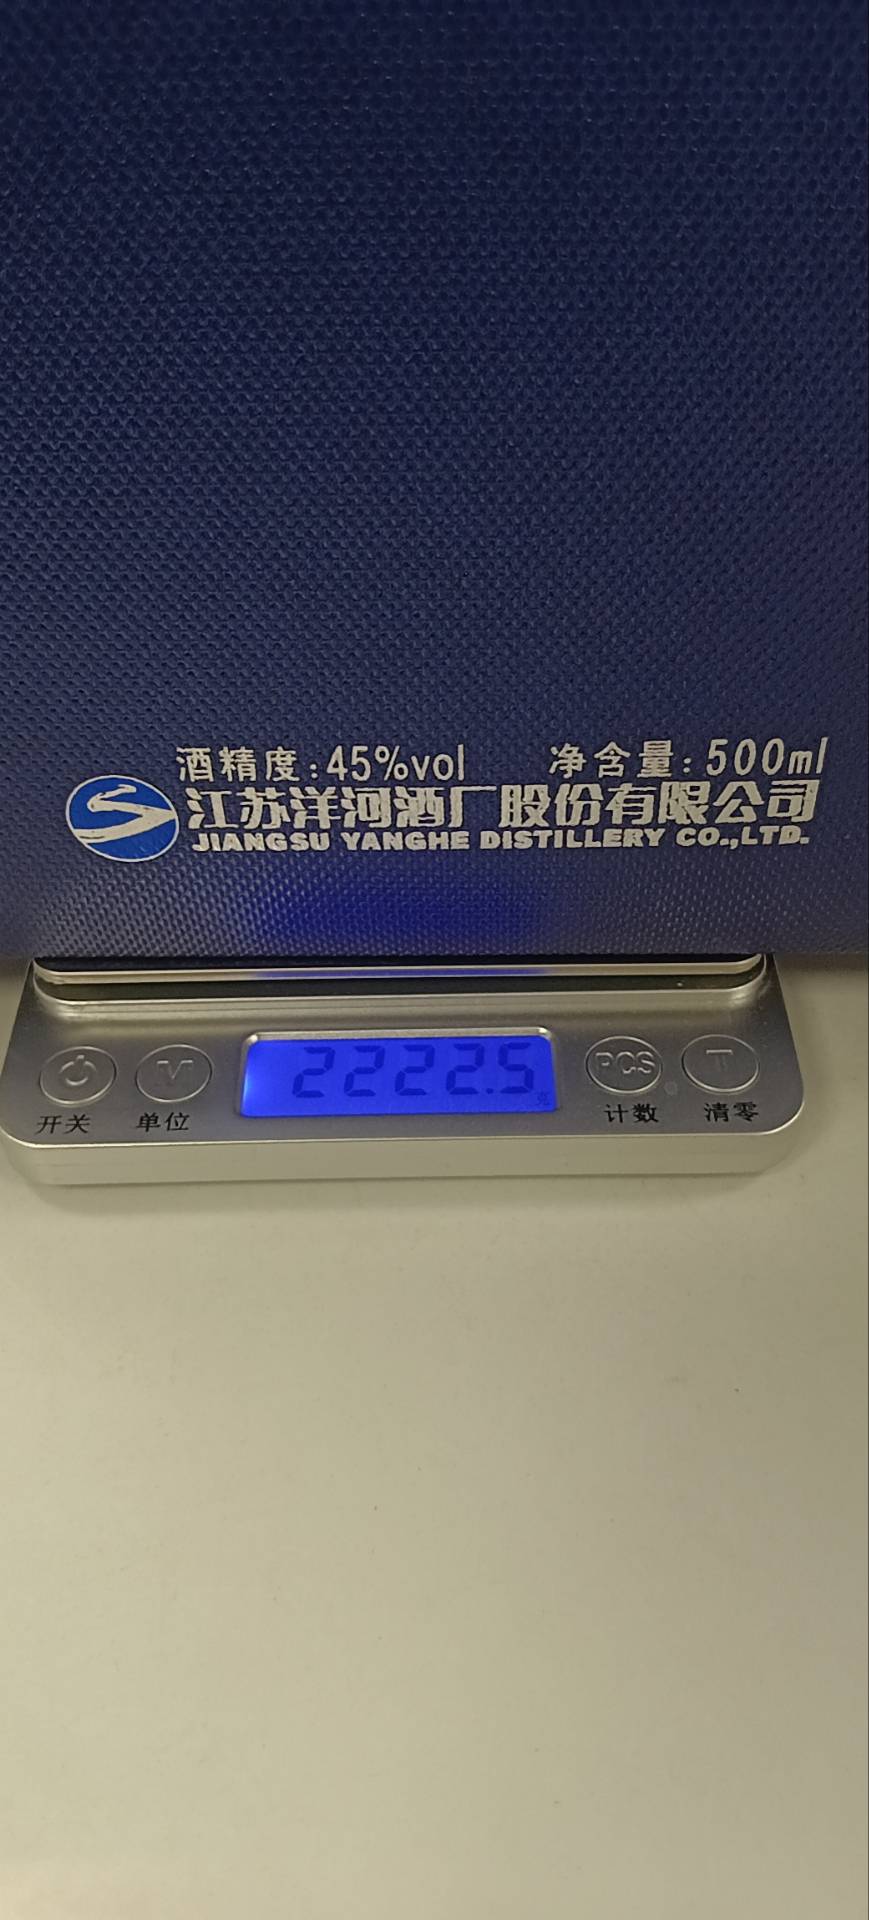 酒精度:45%vol 净含量:500ml
江苏洋河酒厂股份有限公司
JIANGSU YANGHE DISTILLERY CO.,LTD.
2222.5 克
M PCS T
开关 单位 计数 清零